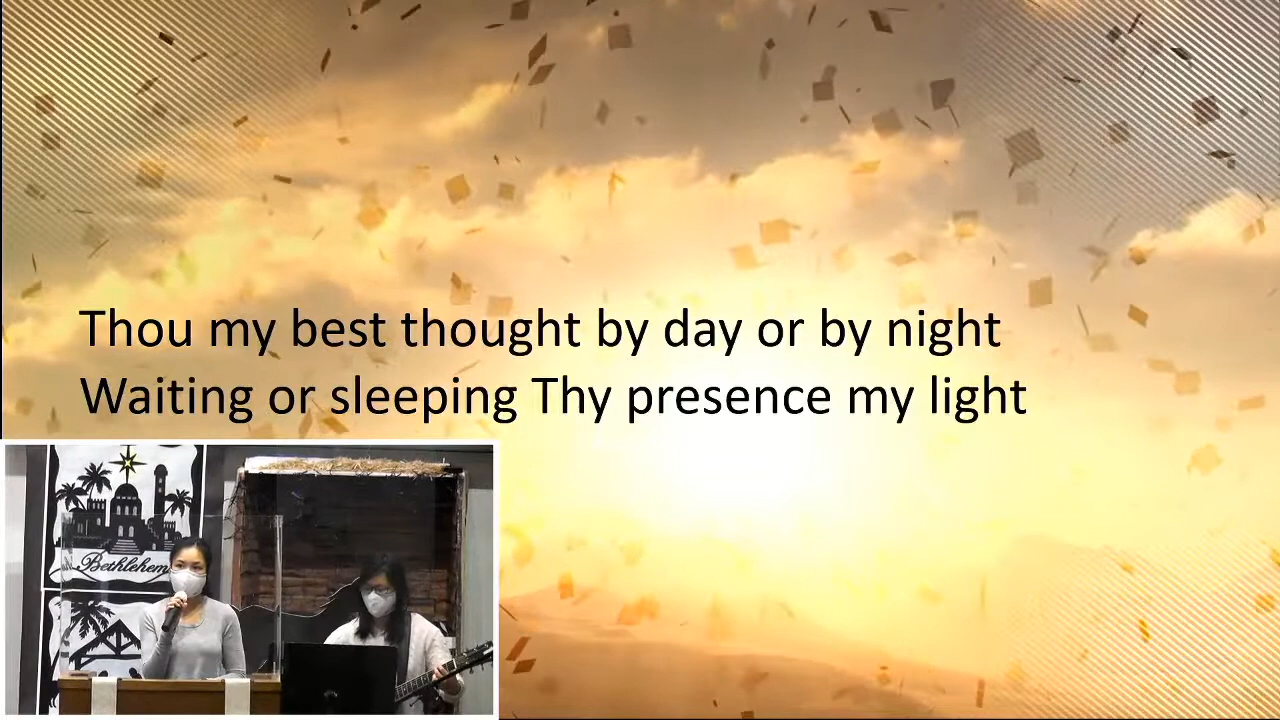 Thou my best thought by day or by night
Waiting or sleeping Thy presence my light
Bethlehem